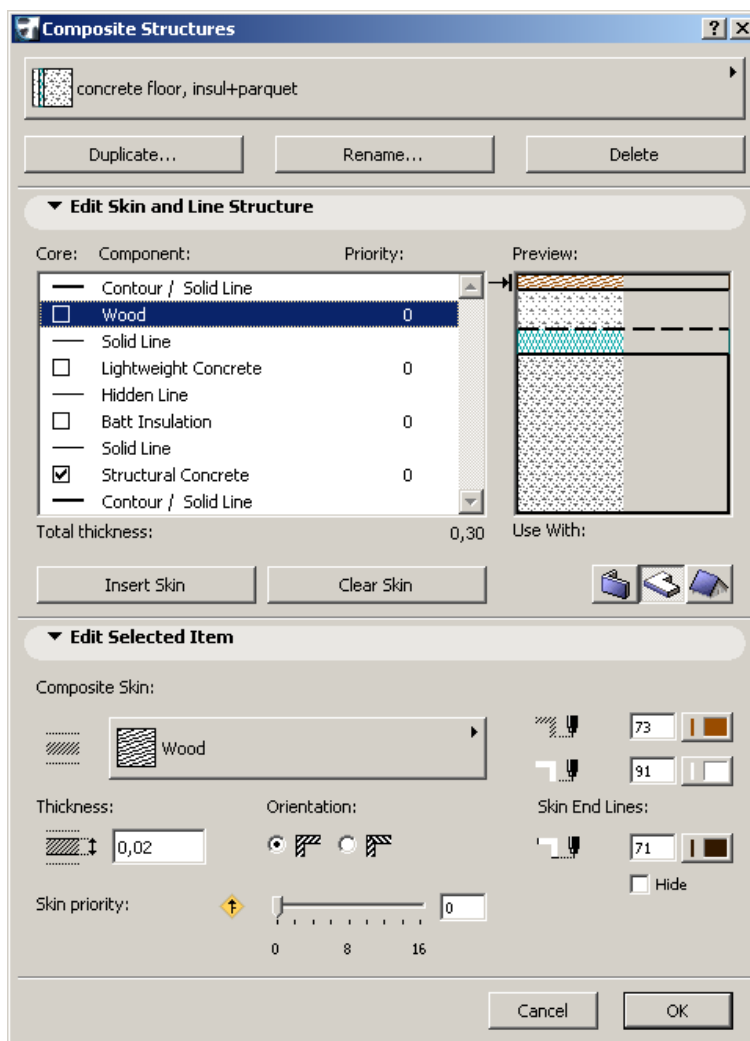 Composite Structures
concrete floor, insul+parquet
Duplicate... Rename... Delete
Edit Skin and Line Structure
Core: Component: Priority: Preview:
Contour / Solid Line
Wood 0
Solid Line
Lightweight Concrete 0
Hidden Line
Batt Insulation 0
Solid Line
Structural Concrete 0
Contour / Solid Line
Total thickness: 0,30 Use With:
Insert Skin Clear Skin
Edit Selected Item
Composite Skin:
73
Wood
91
Thickness: Orientation: Skin End Lines:
0,02 71
Hide
Skin priority: 0
0 8 16
Cancel OK